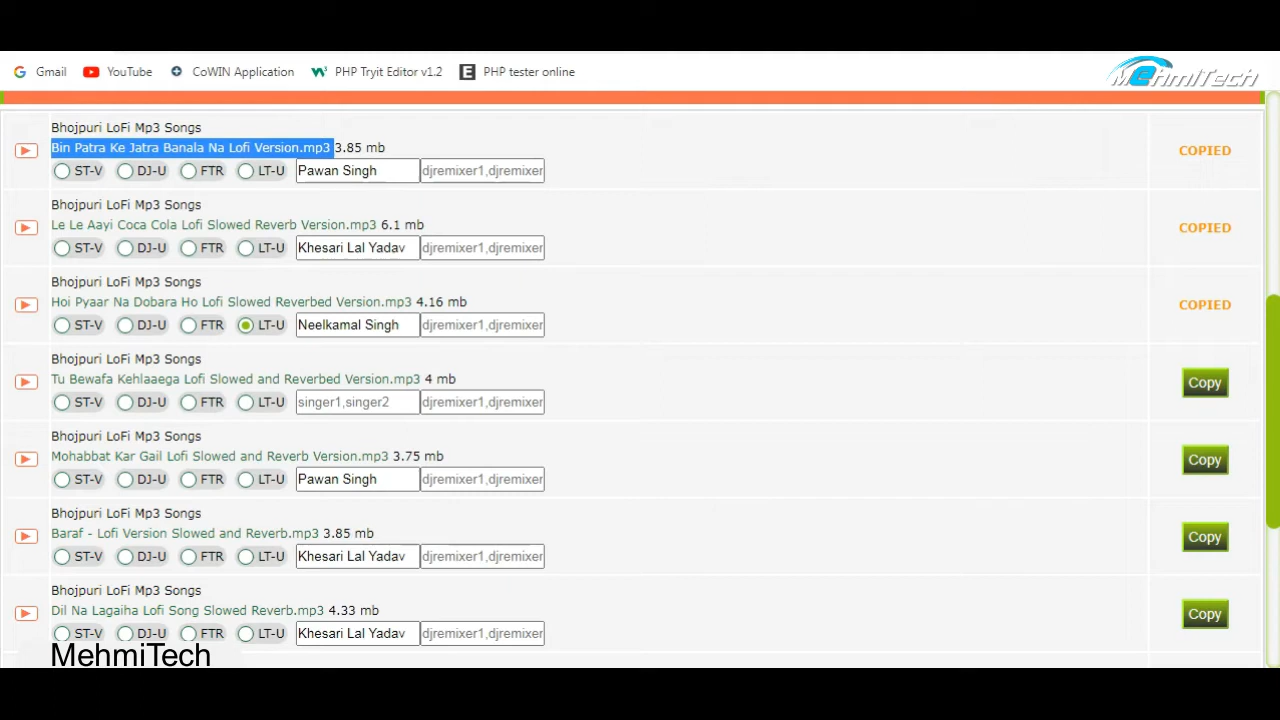 Gmail YouTube CoWIN Application PHP Tryit Editor v1.2 PHP tester online MehmiTech
Bhojpuri LoFi Mp3 Songs
Bin Patra Ke Jatra Banala Na Lofi Version.mp3 3.85 mb
ST-V DJ-U FTR LT-U Pawan Singh djremixer1,djremixer
COPIED
Bhojpuri LoFi Mp3 Songs
Le Le Aayi Coca Cola Lofi Slowed Reverb Version.mp3 6.1 mb
ST-V DJ-U FTR LT-U Khesari Lal Yadav djremixer1,djremixer
COPIED
Bhojpuri LoFi Mp3 Songs
Hoi Pyaar Na Dobara Ho Lofi Slowed Reverbed Version.mp3 4.16 mb
ST-V DJ-U FTR LT-U Neelkamal Singh djremixer1,djremixer
COPIED
Bhojpuri LoFi Mp3 Songs
Tu Bewafa Kehlaaega Lofi Slowed and Reverbed Version.mp3 4 mb
ST-V DJ-U FTR LT-U singer1,singer2 djremixer1,djremixer
Copy
Bhojpuri LoFi Mp3 Songs
Mohabbat Kar Gail Lofi Slowed and Reverb Version.mp3 3.75 mb
ST-V DJ-U FTR LT-U Pawan Singh djremixer1,djremixer
Copy
Bhojpuri LoFi Mp3 Songs
Baraf - Lofi Version Slowed and Reverb.mp3 3.85 mb
ST-V DJ-U FTR LT-U Khesari Lal Yadav djremixer1,djremixer
Copy
Bhojpuri LoFi Mp3 Songs
Dil Na Lagaiha Lofi Song Slowed Reverb.mp3 4.33 mb
ST-V DJ-U FTR LT-U Khesari Lal Yadav djremixer1,djremixer
Copy
MehmiTech